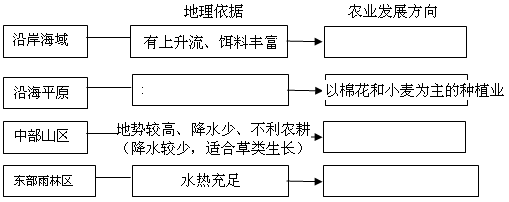 地理依据 农业发展方向
沿岸海域 有上升流、饵料丰富
沿海平原 : 以棉花和小麦为主的种植业
中部山区 地势较高、降水少、不利农耕
（降水较少，适合草类生长）
东部雨林区 水热充足